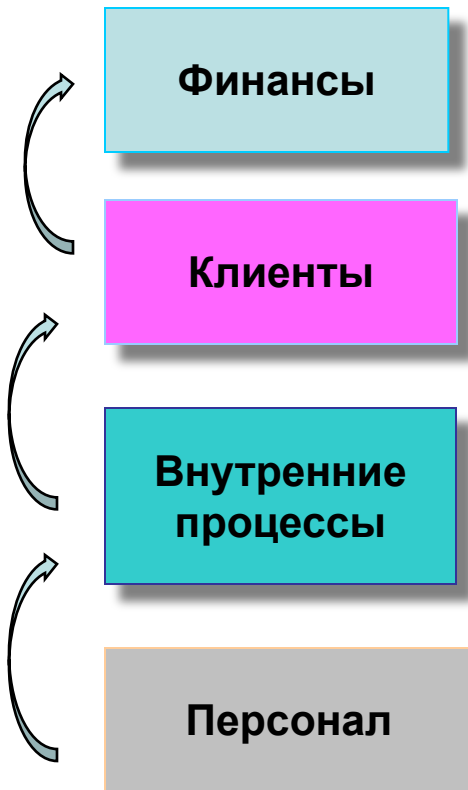 Финансы
Клиенты
Внутренние
процессы
Персонал